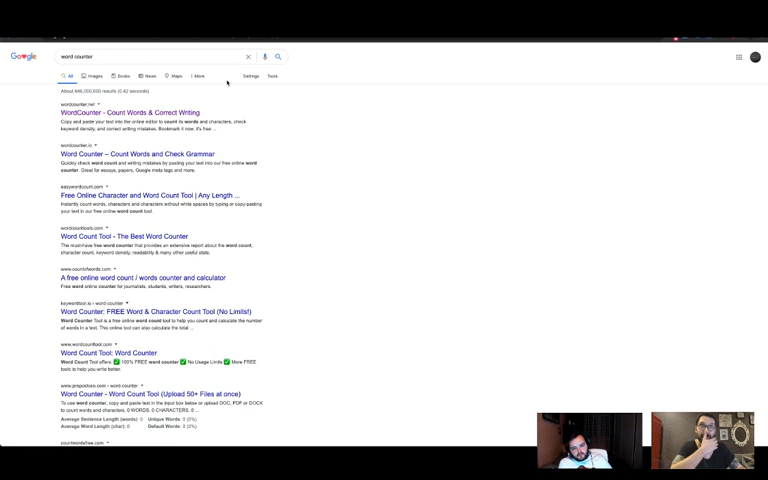 Google
word counter
All Images Books News Maps More Settings Tools
About 646,000,000 results (0.42 seconds)
wordcounter.net
WordCounter - Count Words & Correct Writing
Copy and paste your text into the online editor to count its words and characters, check
keyword density, and correct writing mistakes. Bookmark it now, it's free ...
wordcounter.io
Word Counter – Count Words and Check Grammar
Quickly check word count and writing mistakes by pasting your text into our free online word
counter. Great for essays, papers, Google meta tags and more.
easywordcount.com
Free Online Character and Word Count Tool | Any Length ...
Instantly count words, characters and characters without white spaces by typing or copy-pasting
your text in our free online word count tool.
wordcounttools.com
Word Count Tool - The Best Word Counter
The must-have free word counter that provides an extensive report about the word count,
character count, keyword density, readability & many other useful stats.
www.countofwords.com
A free online word count / words counter and calculator
Free word online counter for journalists, students, writers, researchers.
keywordtool.io › word-counter
Word Counter: FREE Word & Character Count Tool (No Limits!)
Word Counter Tool is a free online word count tool to help you count and calculate the number
of words in a text. This online tool can also calculate the total ...
www.wordcounttool.com
Word Count Tool: Word Counter
Word Count Tool offers: ✅ 100% FREE word counter ✅ No Usage Limits ✅ More FREE
tools to help you write better.
www.prepostseo.com › word-counter
Word Counter - Word Count Tool (Upload 50+ Files at once)
To use word counter, copy and paste text in the input box below or upload DOC, PDF or DOCX
to count words and characters. 0 WORDS. 0 CHARACTERS. 0 ...
Average Sentence Length (words): 0 Unique Words: 0 (0%)
Average Word Length (char): 0 Default Words: 0 (0%)
countwordsfree.com